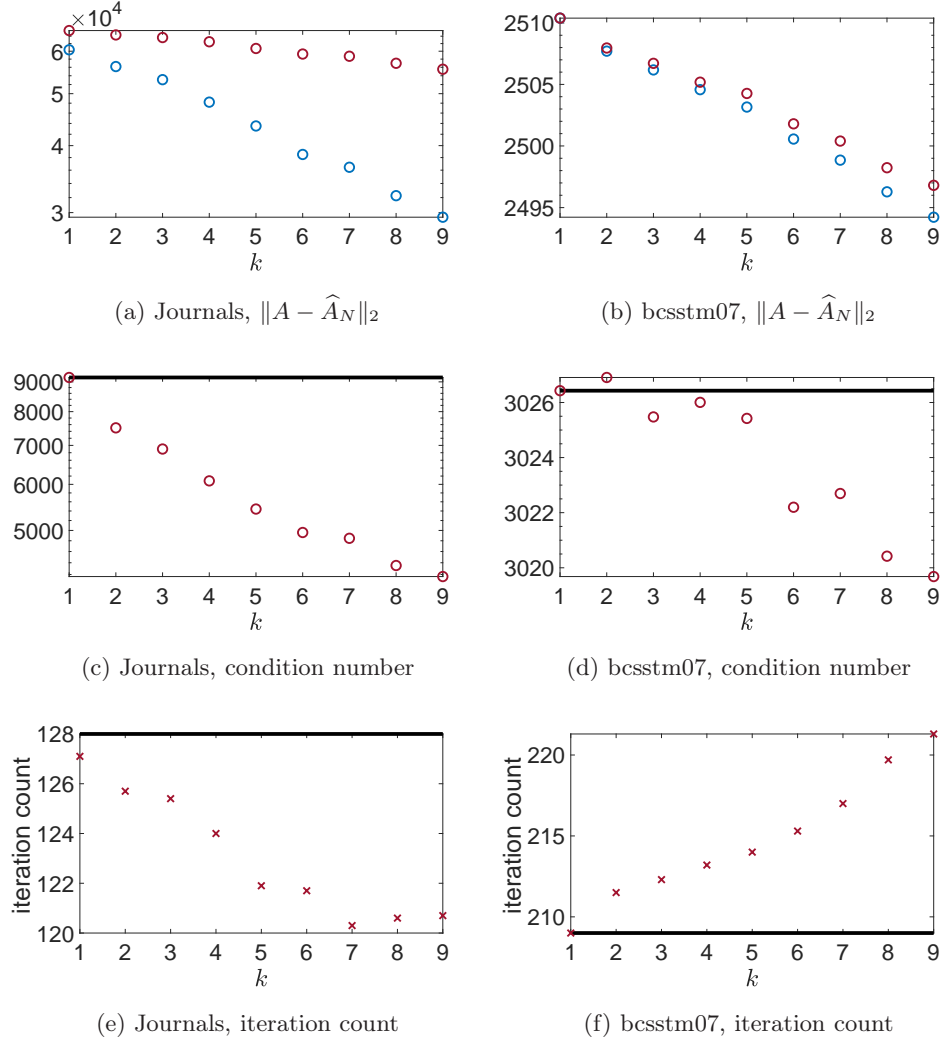 ×10⁴
6
5
4
3
1 2 3 4 5 6 7 8 9
k
(a) Journals, ‖A − Â_N‖₂
2510
2505
2500
2495
1 2 3 4 5 6 7 8 9
k
(b) bcsstm07, ‖A − Â_N‖₂
9000
8000
7000
6000
5000
1 2 3 4 5 6 7 8 9
k
(c) Journals, condition number
3026
3024
3022
3020
1 2 3 4 5 6 7 8 9
k
(d) bcsstm07, condition number
iteration count
128
126
124
122
120
1 2 3 4 5 6 7 8 9
k
(e) Journals, iteration count
iteration count
220
215
210
1 2 3 4 5 6 7 8 9
k
(f) bcsstm07, iteration count